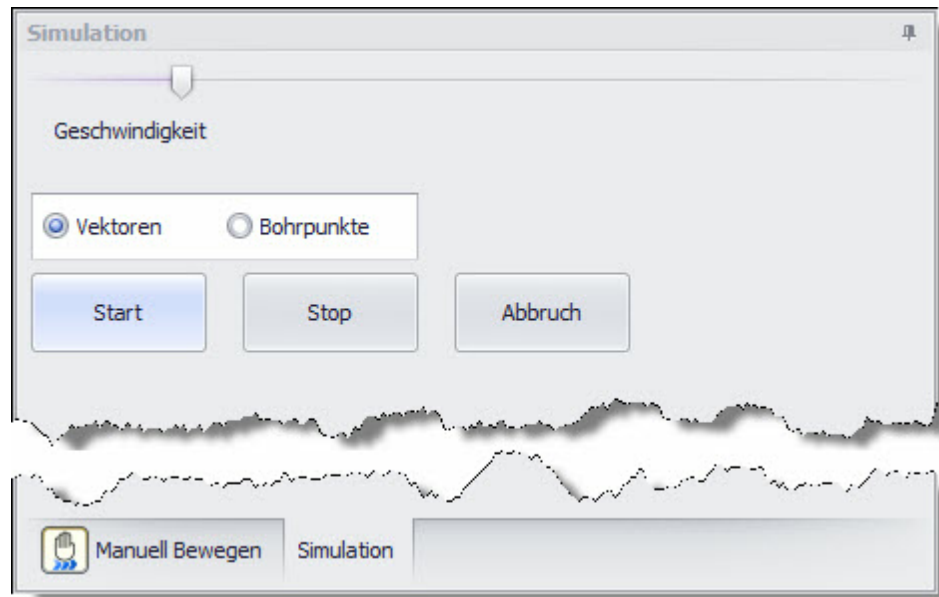 Simulation
Geschwindigkeit
Vektoren Bohrpunkte
Start Stop Abbruch
Manuell Bewegen Simulation